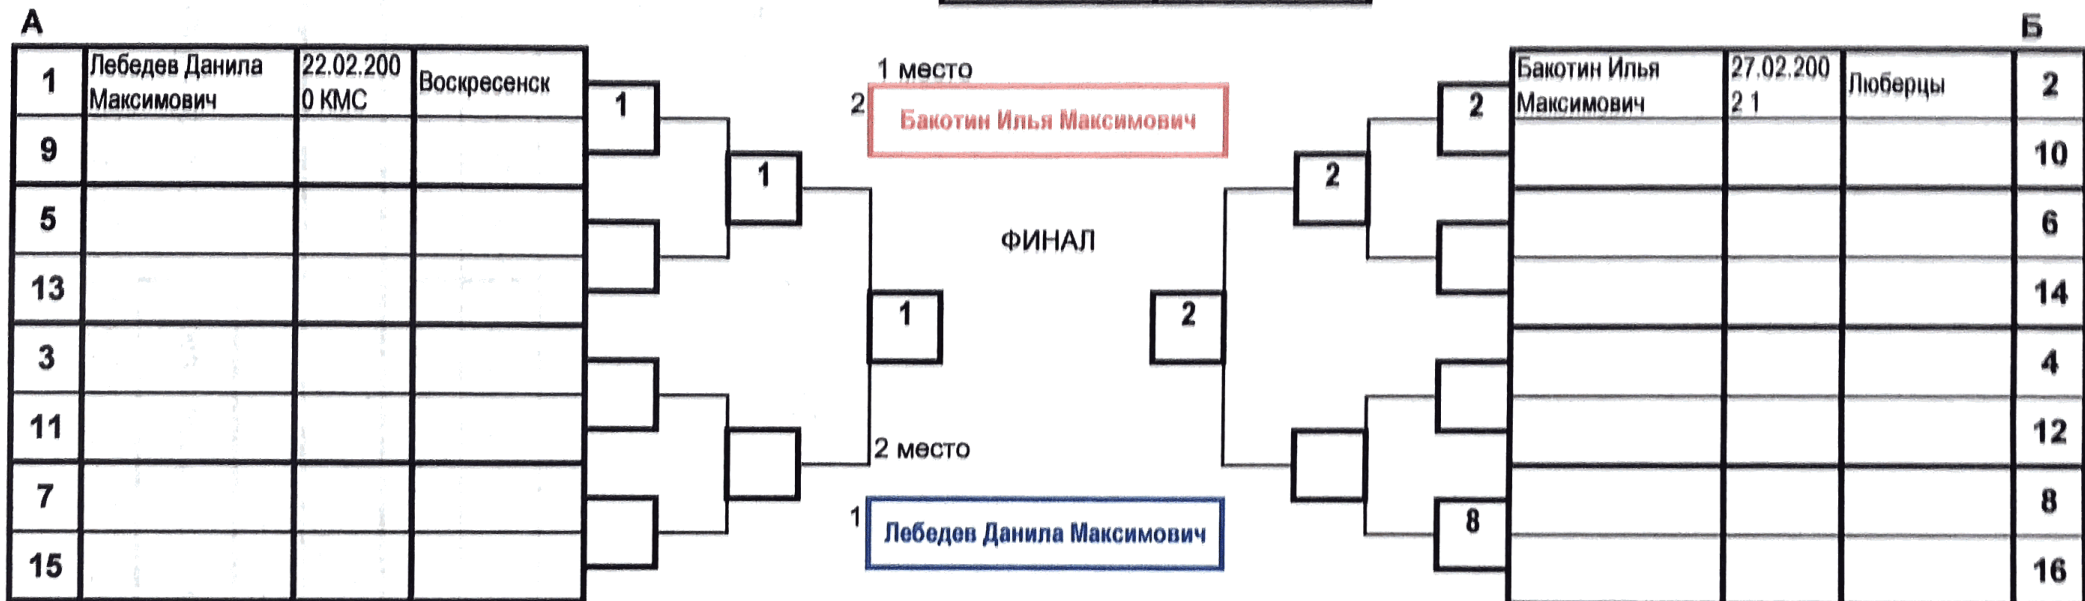 А
Б
1 Лебедев Данила Максимович 22.02.200 0 КМС Воскресенск
9
5
13
3
11
7
15
1
1
1
1 место
2 Бакотин Илья Максимович
ФИНАЛ
2 место
1 Лебедев Данила Максимович
2
2
2
8
Бакотин Илья Максимович 27.02.200 2 1 Люберцы 2
10
6
14
4
12
8
16